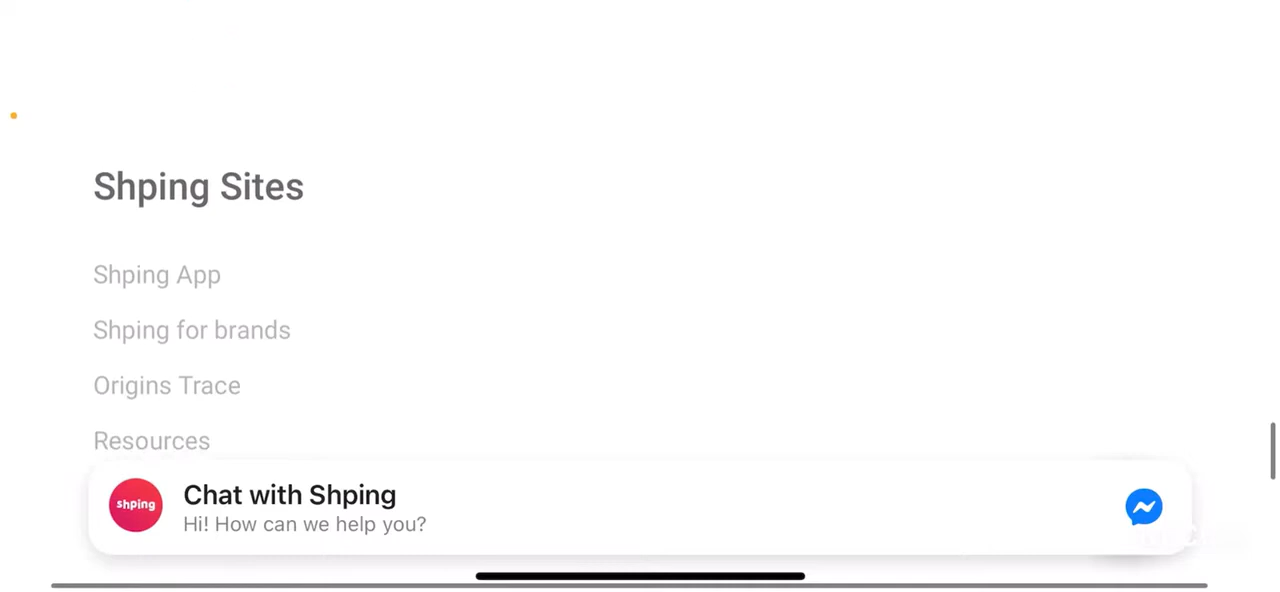 Shping Sites
Shping App
Shping for brands
Origins Trace
Resources
shping
Chat with Shping
Hi! How can we help you?